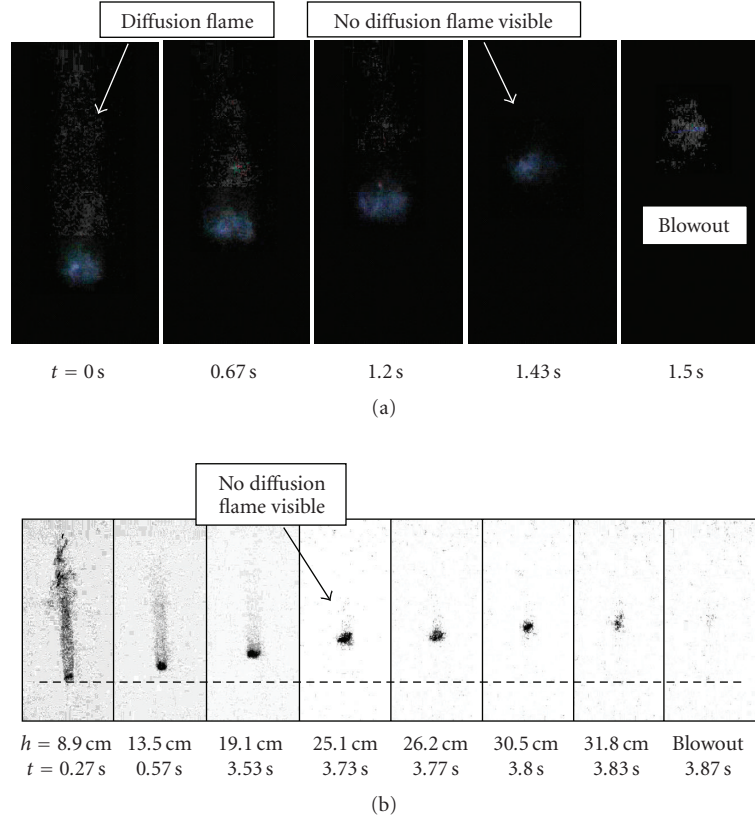 Diffusion flame
No diffusion flame visible
Blowout
t = 0 s
0.67 s
1.2 s
1.43 s
1.5 s
(a)
No diffusion
flame visible
h = 8.9 cm 13.5 cm 19.1 cm 25.1 cm 26.2 cm 30.5 cm 31.8 cm Blowout
t = 0.27 s 0.57 s 3.53 s 3.73 s 3.77 s 3.8 s 3.83 s 3.87 s
(b)